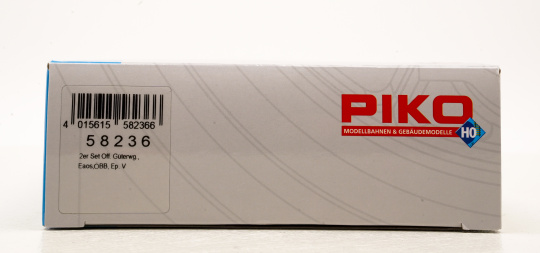 4 015615 582366
58236
2er Set Off. Güterwg.,
Eaos,ÖBB, Ep. V
PIKO
MODELLBAHNEN & GEBÄUDEMODELLE
H0